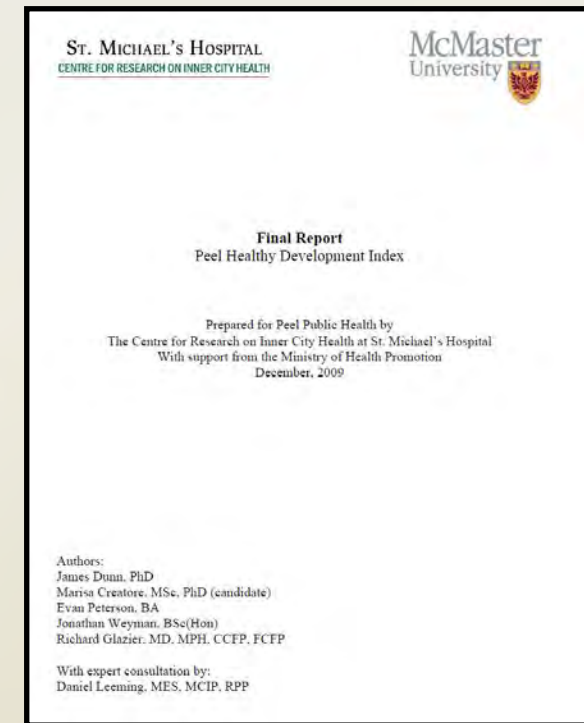 ST. MICHAEL'S HOSPITAL
CENTRE FOR RESEARCH ON INNER CITY HEALTH
McMaster
University
Final Report
Peel Healthy Development Index
Prepared for Peel Public Health by
The Centre for Research on Inner City Health at St. Michael's Hospital
With support from the Ministry of Health Promotion
December, 2009
Authors:
James Dunn, PhD
Marisa Creatore, MSc, PhD (candidate)
Evan Peterson, BA
Jonathan Weyman, BSc(Hon)
Richard Glazier, MD, MPH, CCFP, FCFP
With expert consultation by:
Daniel Leeming, MES, MCIP, RPP